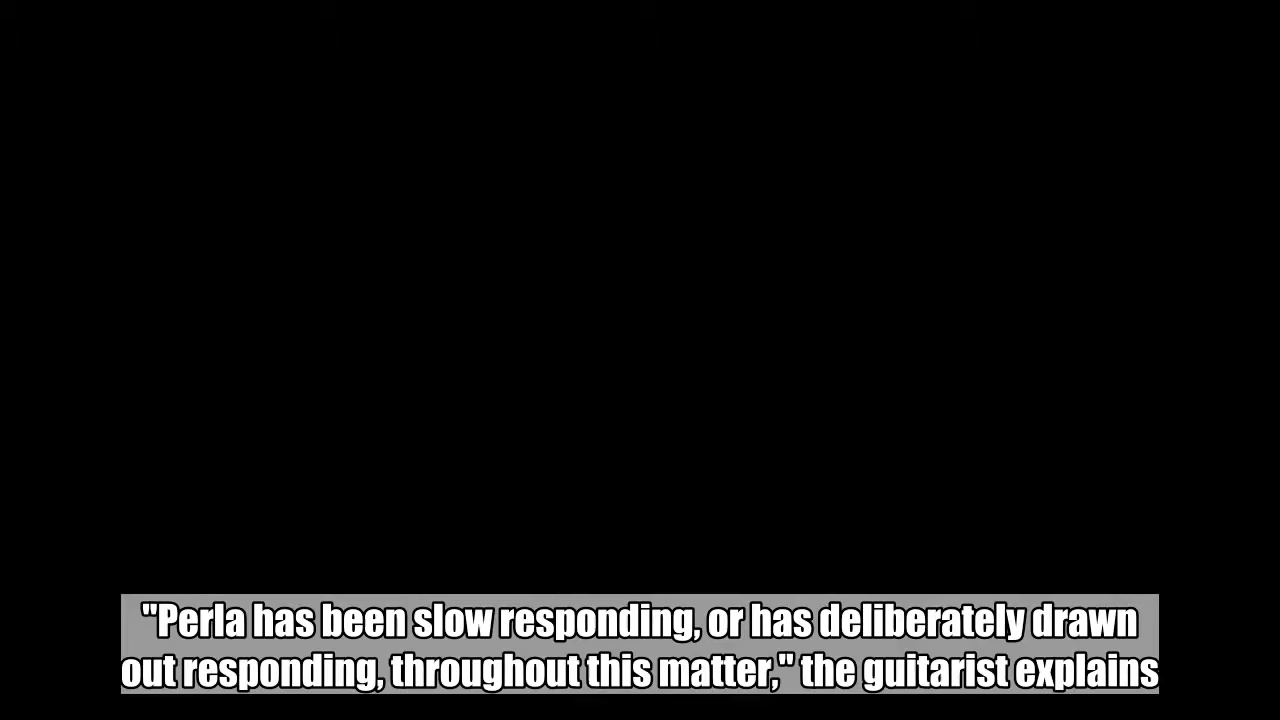 "Perla has been slow responding, or has deliberately drawn
out responding, throughout this matter," the guitarist explains